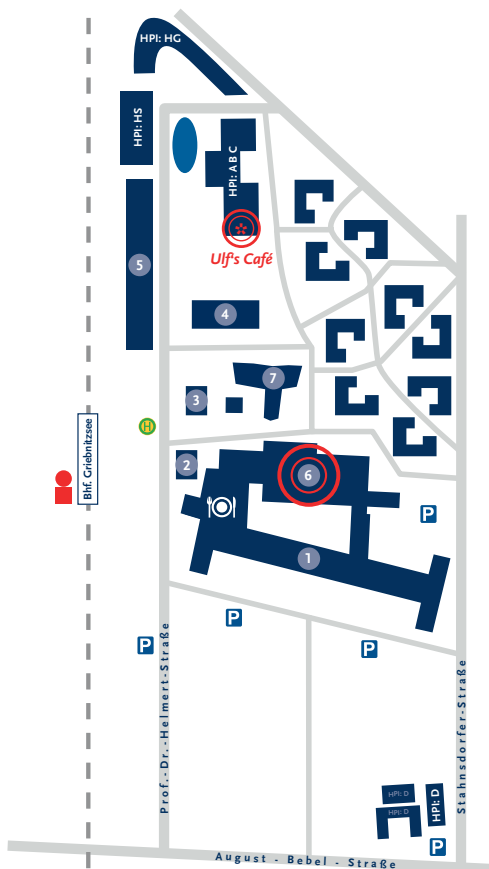 HPI: HG
HPI: HS
HPI: A B C
Ulf's Café
5
4
7
3
H
Bhf. Griebnitzsee
2
6
P
1
P
P
P
Prof.-Dr.-Helmert-Straße
Stahnsdorfer-Straße
HPI: D
HPI: D
HPI: D
P
August - Bebel - Straße